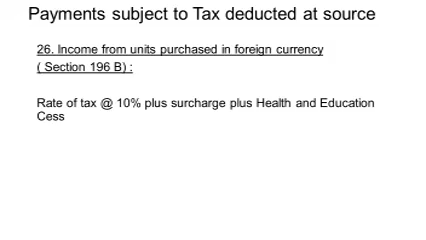 Payments subject to Tax deducted at source
26. Income from units purchased in foreign currency
( Section 196 B) :
Rate of tax @ 10% plus surcharge plus Health and Education
Cess